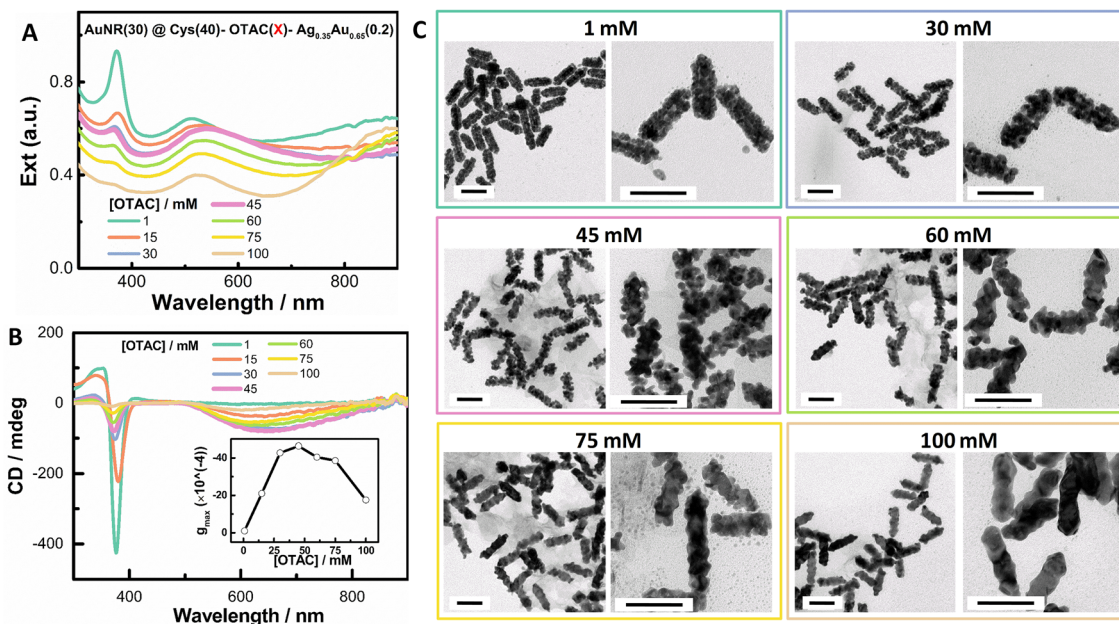 A
AuNR(30) @ Cys(40)- OTAC(X)- Ag0.35Au0.65(0.2)
Ext (a.u.)
0.8
0.4
0.0
[OTAC] / mM
1
15
30
45
60
75
100
400
600
800
Wavelength / nm
B
CD / mdeg
200
0
-200
-400
[OTAC] / mM
1
15
30
45
60
75
100
gmax (×10^(-4))
-40
-20
0
0
25
50
75
100
[OTAC] / mM
400
600
800
Wavelength / nm
C
1 mM
30 mM
45 mM
60 mM
75 mM
100 mM